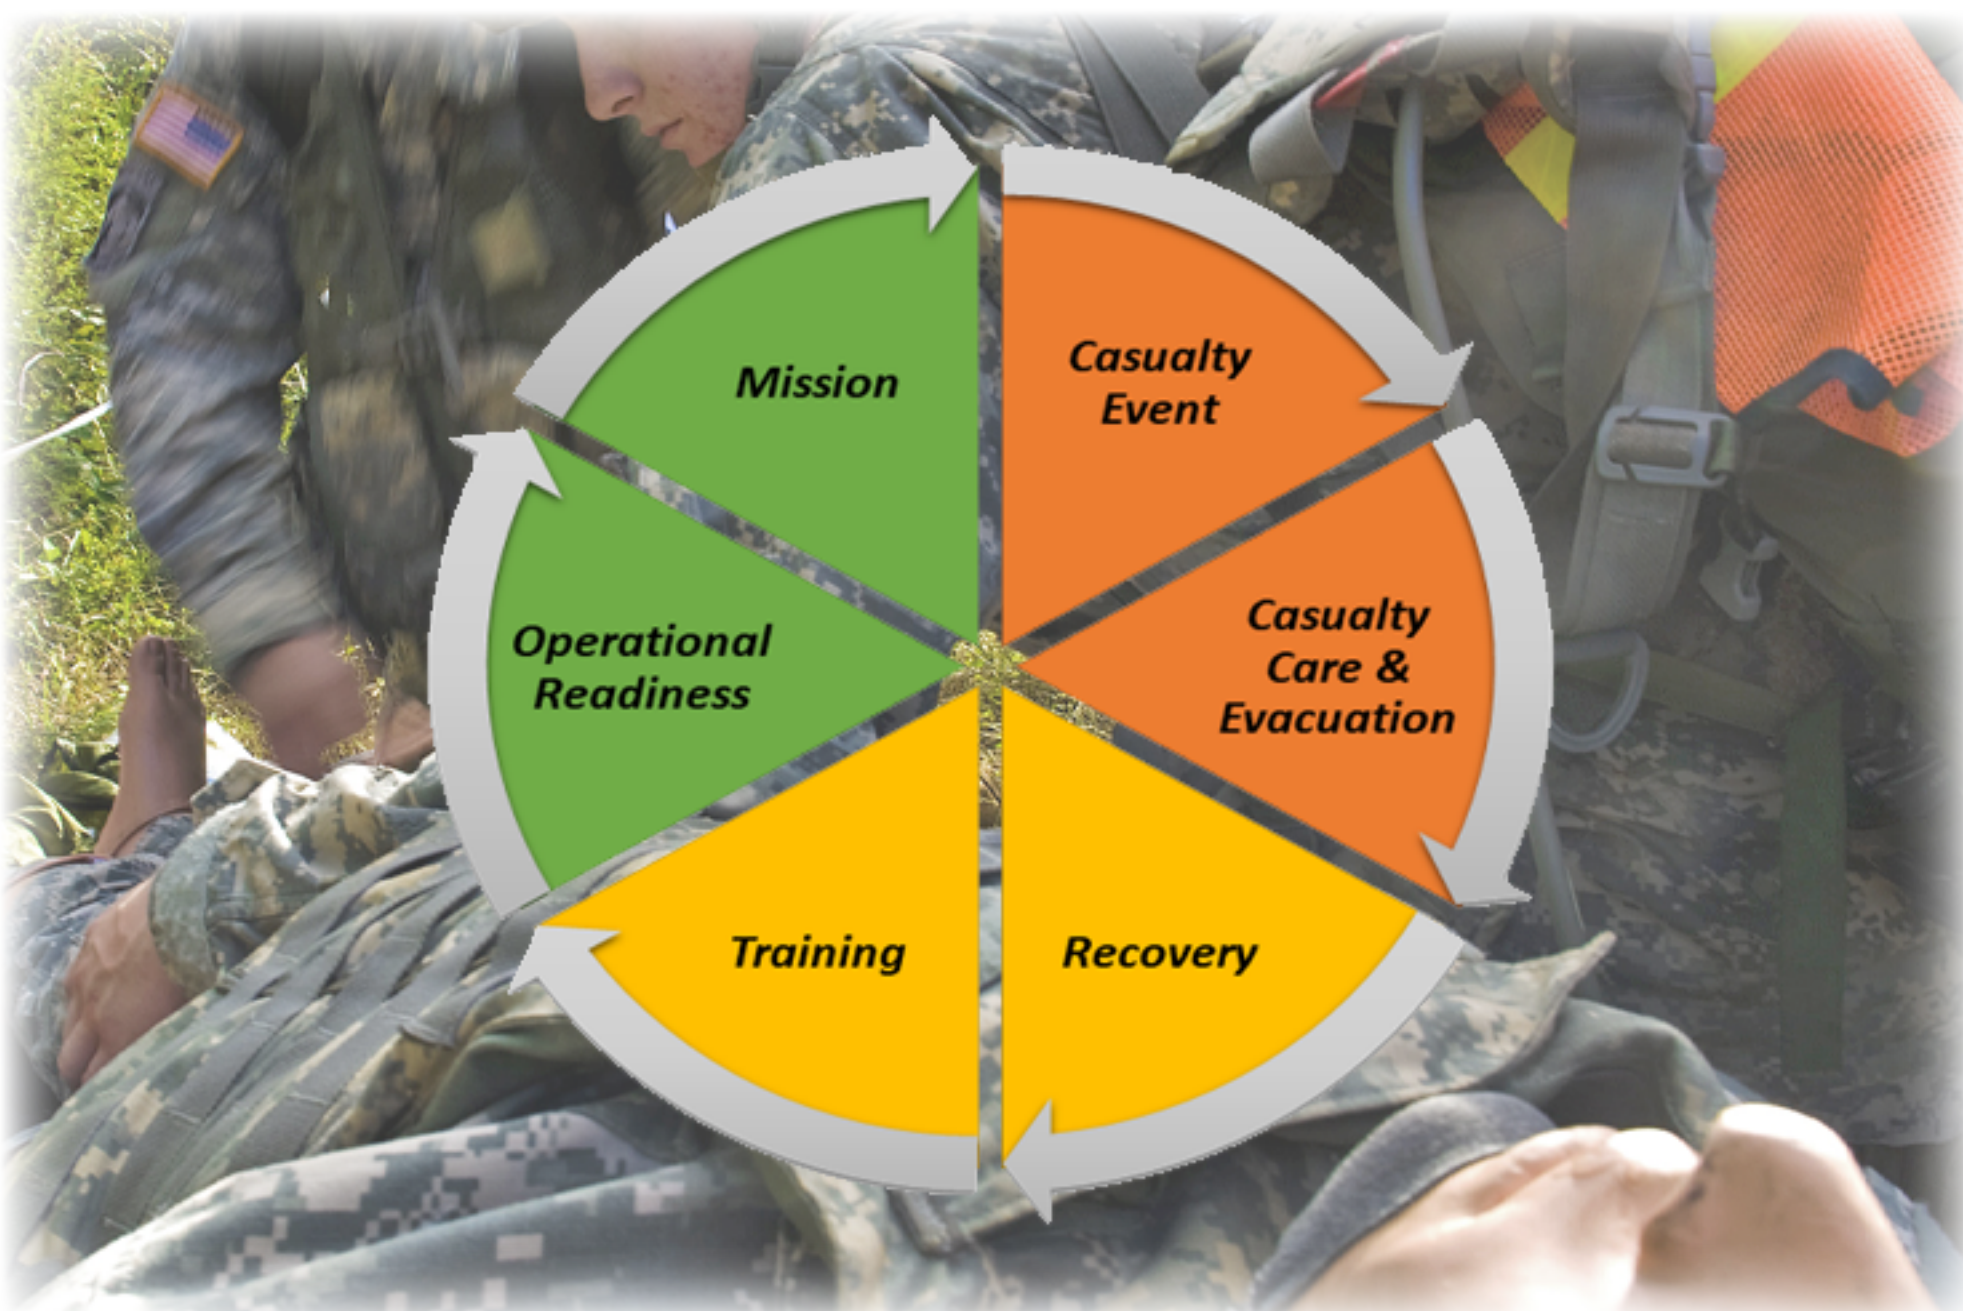 Mission
Casualty
Event
Casualty
Care &
Evacuation
Recovery
Training
Operational
Readiness